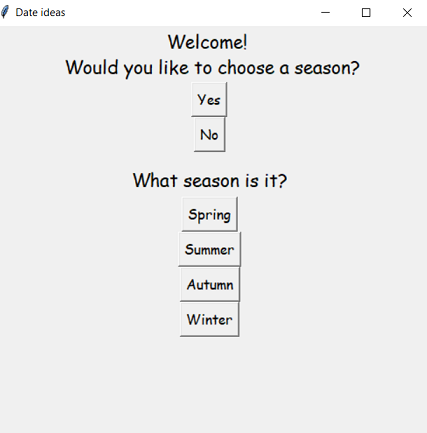 Date ideas
Welcome!
Would you like to choose a season?
Yes
No
What season is it?
Spring
Summer
Autumn
Winter